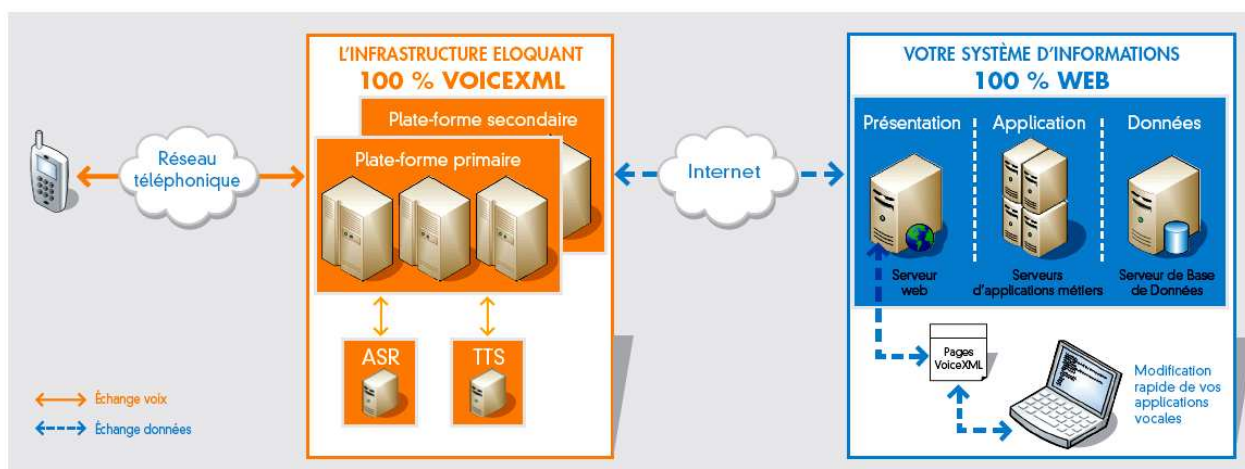 L'INFRASTRUCTURE ELOQUANT
100 % VOICEXML
Plate-forme secondaire
Plate-forme primaire
ASR
TTS
Réseau
téléphonique
Internet
VOTRE SYSTÈME D'INFORMATIONS
100 % WEB
Présentation
Application
Données
Serveur
web
Serveurs
d'applications métiers
Serveur de Base
de Données
Pages
VoiceXML
Modification
rapide de vos
applications
vocales
Échange voix
Échange données